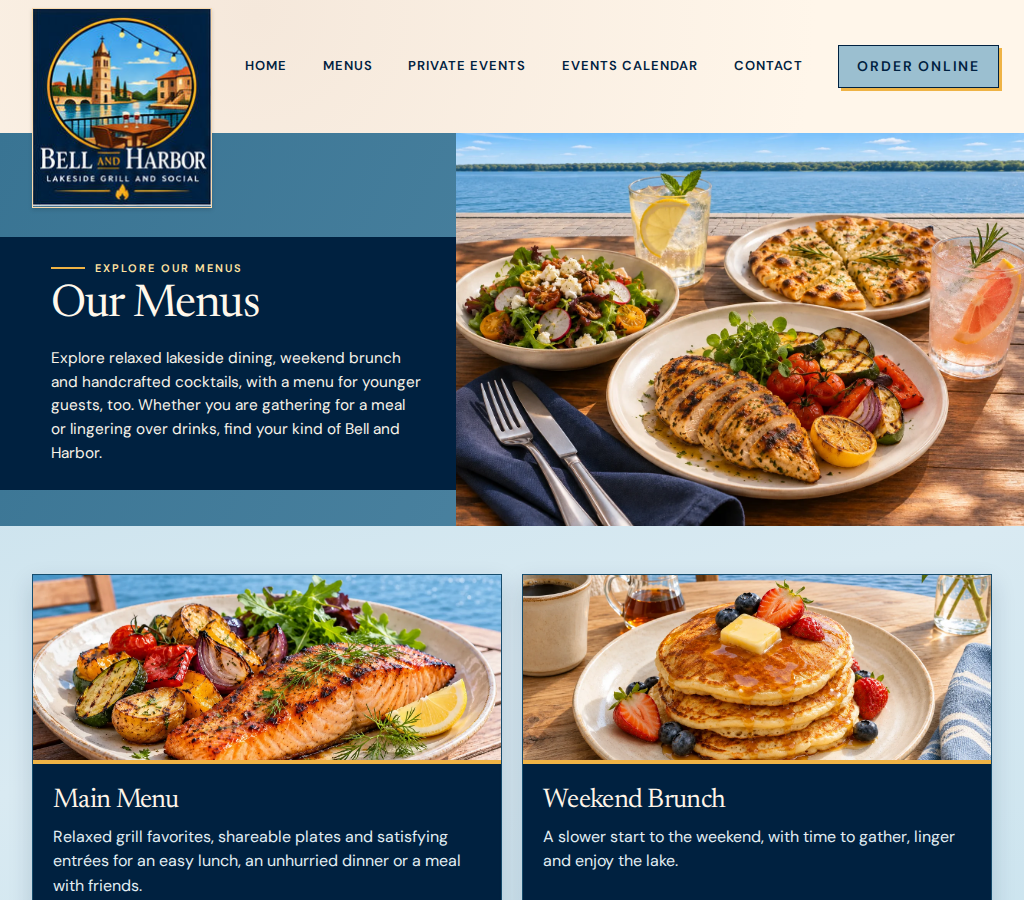 BELL AND HARBOR
LAKESIDE GRILL AND SOCIAL
HOME
MENUS
PRIVATE EVENTS
EVENTS CALENDAR
CONTACT
ORDER ONLINE
EXPLORE OUR MENUS
Our Menus
Explore relaxed lakeside dining, weekend brunch
and handcrafted cocktails, with a menu for younger
guests, too. Whether you are gathering for a meal
or lingering over drinks, find your kind of Bell and
Harbor.
Main Menu
Relaxed grill favorites, shareable plates and satisfying
entrées for an easy lunch, an unhurried dinner or a meal
with friends.
Weekend Brunch
A slower start to the weekend, with time to gather, linger
and enjoy the lake.